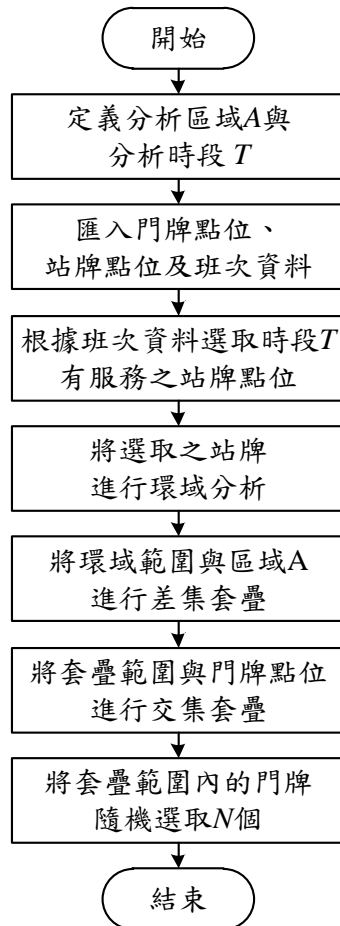 開始
定義分析區域A與
分析時段 T
匯入門牌點位、
站牌點位及班次資料
根據班次資料選取時段T
有服務之站牌點位
將選取之站牌
進行環域分析
將環域範圍與區域A
進行差集套疊
將套疊範圍與門牌點位
進行交集套疊
將套疊範圍內的門牌
隨機選取N個
結束